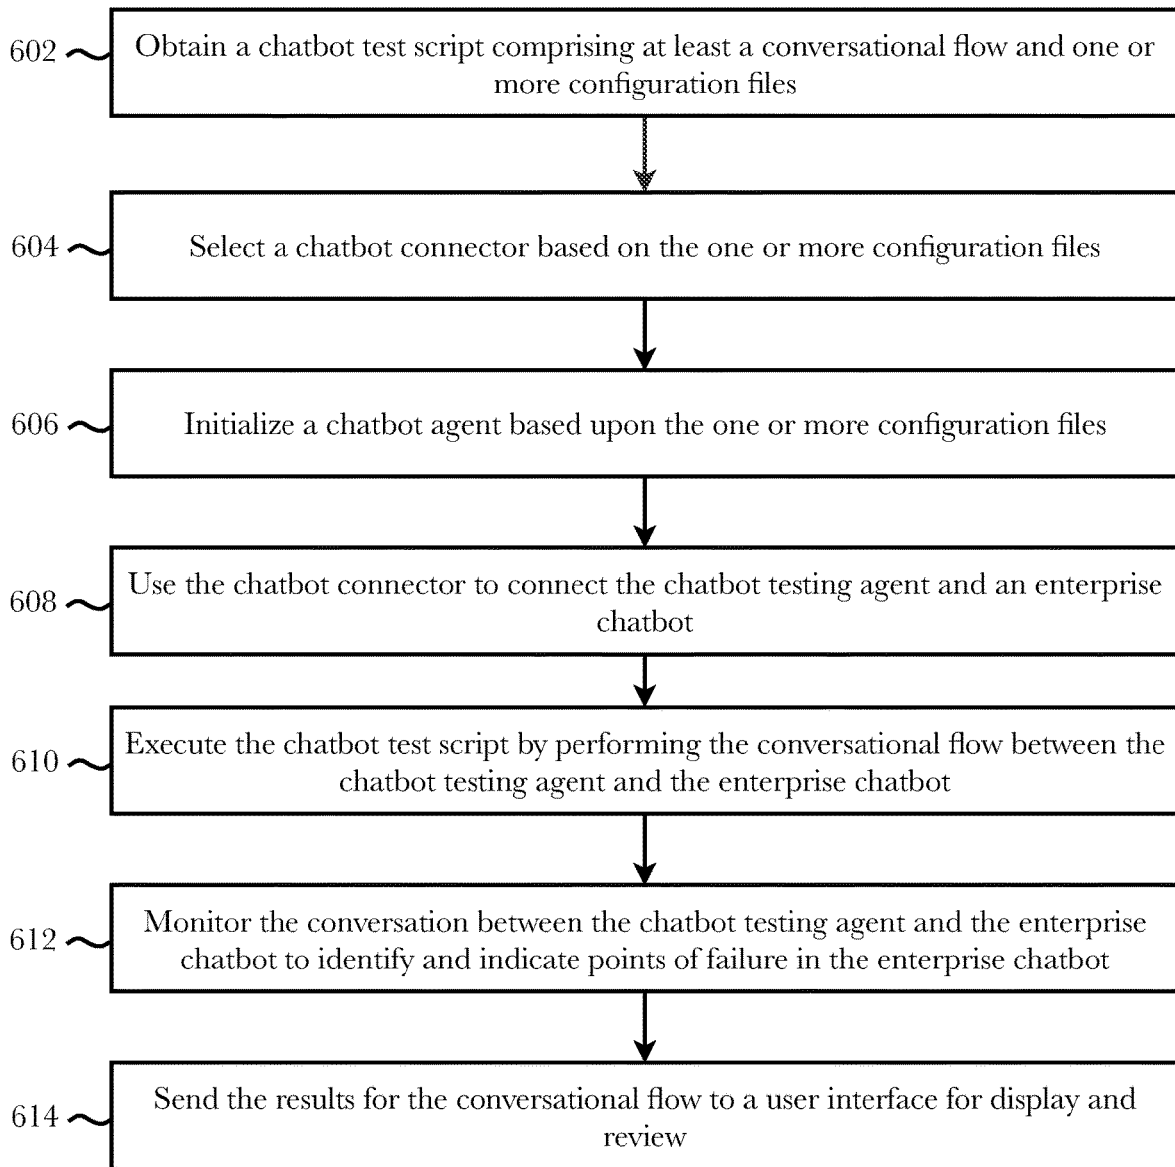 602
Obtain a chatbot test script comprising at least a conversational flow and one or
more configuration files
604
Select a chatbot connector based on the one or more configuration files
606
Initialize a chatbot agent based upon the one or more configuration files
608
Use the chatbot connector to connect the chatbot testing agent and an enterprise
chatbot
610
Execute the chatbot test script by performing the conversational flow between the
chatbot testing agent and the enterprise chatbot
612
Monitor the conversation between the chatbot testing agent and the enterprise
chatbot to identify and indicate points of failure in the enterprise chatbot
614
Send the results for the conversational flow to a user interface for display and
review